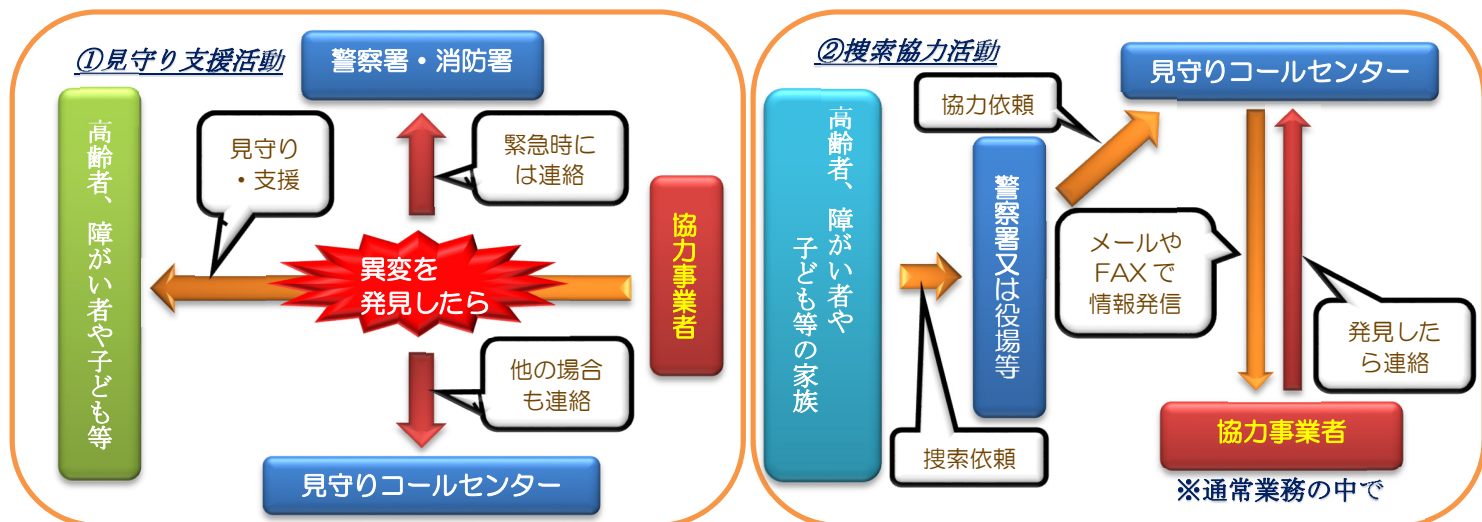 ①見守り支援活動
警察署・消防署
高齢者、障がい者や子ども等
見守り
・支援
緊急時に
は連絡
異変を
発見したら
協力事業者
他の場合
も連絡
見守りコールセンター
②捜索協力活動
見守りコールセンター
高齢者、障がい者や
子ども等の家族
協力依頼
警察署又は役場等
捜索依頼
メールや
FAXで
情報発信
発見した
ら連絡
協力事業者
※通常業務の中で